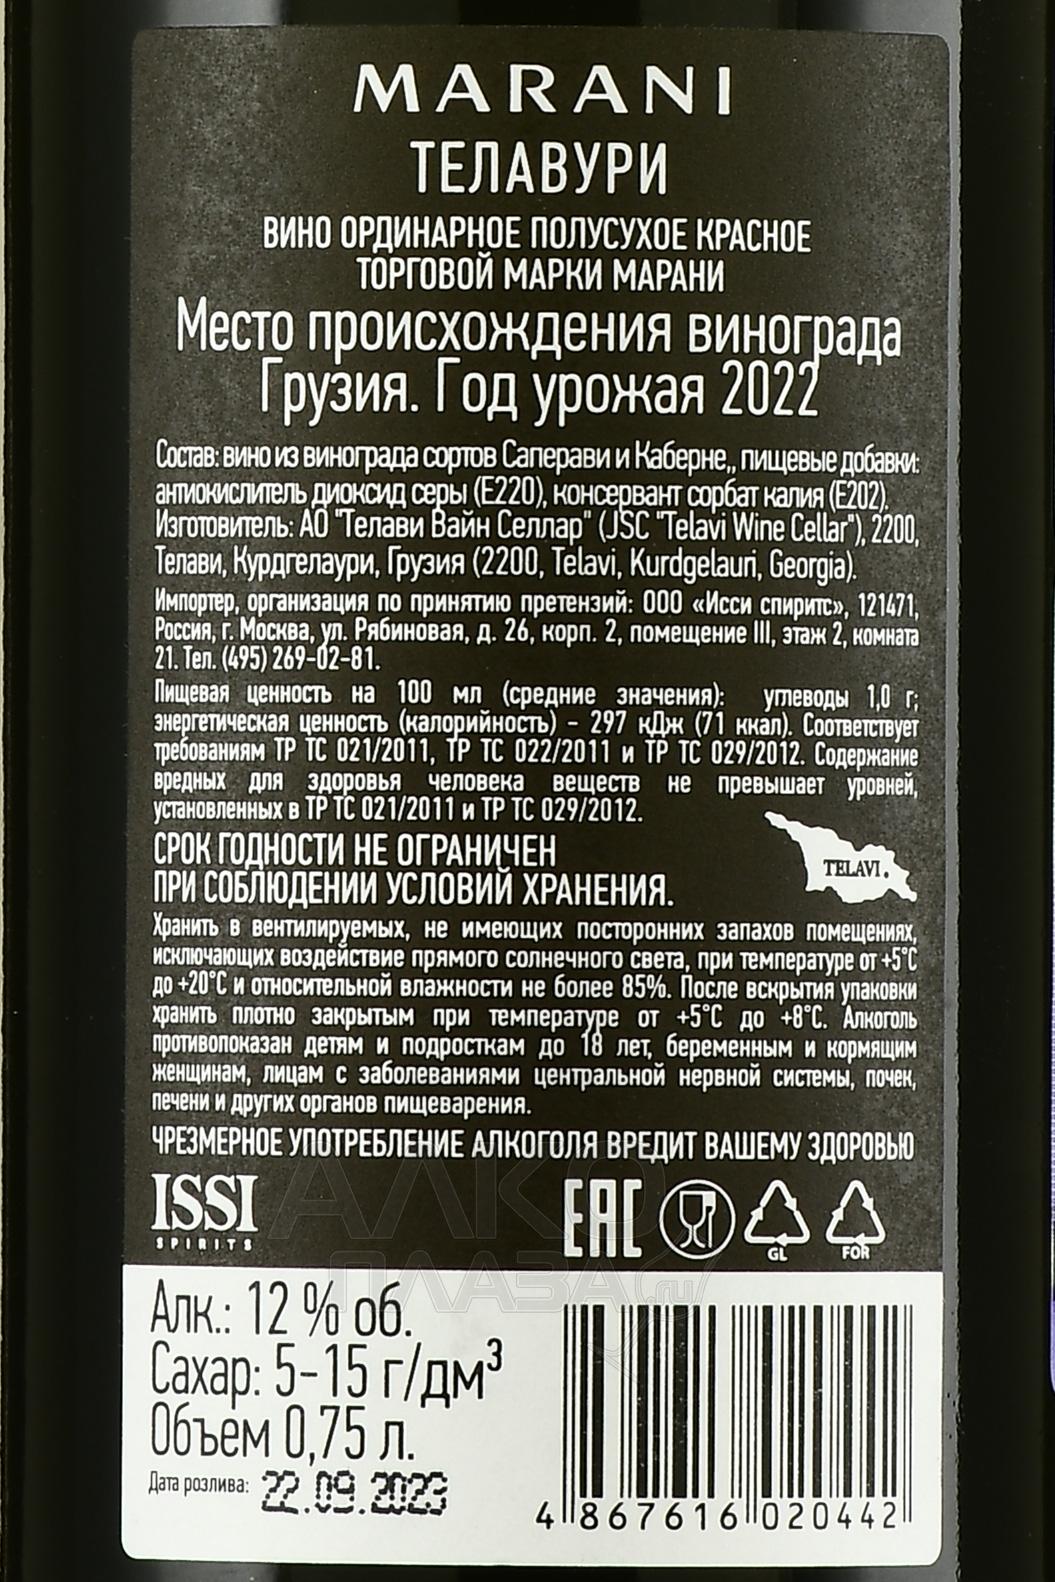 MARANI
ТЕЛАВУРИ
ВИНО ОРДИНАРНОЕ ПОЛУСУХОЕ КРАСНОЕ
ТОРГОВОЙ МАРКИ МАРАНИ
Место происхождения винограда
Грузия. Год урожая 2022
Состав: вино из винограда сортов Саперави и Каберне,, пищевые добавки:
антиокислитель диоксид серы (Е220), консервант сорбат калия (Е202).
Изготовитель: АО "Телави Вайн Селлар" (JSC "Telavi Wine Cellar"), 2200,
Телави, Курдгелаури, Грузия (2200, Telavi, Kurdgelauri, Georgia).
Импортер, организация по принятию претензий: ООО «Исси спиритс», 121471,
Россия, г. Москва, ул. Рябиновая, д. 26, корп. 2, помещение III, этаж 2, комната
21. Тел. (495) 269-02-81.
Пищевая ценность на 100 мл (средние значения): углеводы 1,0 г;
энергетическая ценность (калорийность) – 297 кДж (71 ккал). Соответствует
требованиям ТР ТС 021/2011, ТР ТС 022/2011 и ТР ТС 029/2012. Содержание
вредных для здоровья человека веществ не превышает уровней,
установленных в ТР ТС 021/2011 и ТР ТС 029/2012.
СРОК ГОДНОСТИ НЕ ОГРАНИЧЕН
ПРИ СОБЛЮДЕНИИ УСЛОВИЙ ХРАНЕНИЯ.
TELAVI.
Хранить в вентилируемых, не имеющих посторонних запахов помещениях,
исключающих воздействие прямого солнечного света, при температуре от +5°С
до +20°С и относительной влажности не более 85%. После вскрытия упаковки
хранить плотно закрытым при температуре от +5°С до +8°С. Алкоголь
противопоказан детям и подросткам до 18 лет, беременным и кормящим
женщинам, лицам с заболеваниями центральной нервной системы, почек,
печени и других органов пищеварения.
ЧРЕЗМЕРНОЕ УПОТРЕБЛЕНИЕ АЛКОГОЛЯ ВРЕДИТ ВАШЕМУ ЗДОРОВЬЮ
ISSI
SPIRITS
EAC
GL
FOR
АЛКО
ПЛАЗА.ru
Алк.: 12 % об.
Сахар: 5-15 г/дм³
Объем 0,75 л.
Дата розлива: 22.09.2023
4 867616 020442